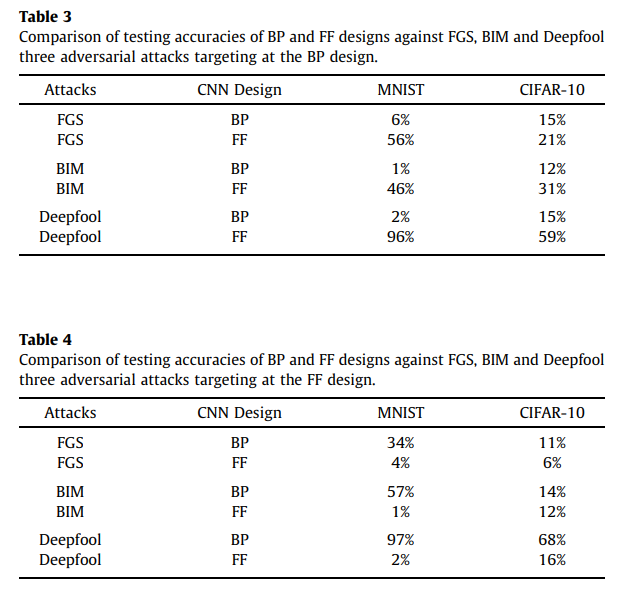 Table 3
Comparison of testing accuracies of BP and FF designs against FGS, BIM and Deepfool
three adversarial attacks targeting at the BP design.
Attacks CNN Design MNIST CIFAR-10
FGS BP 6% 15%
FGS FF 56% 21%
BIM BP 1% 12%
BIM FF 46% 31%
Deepfool BP 2% 15%
Deepfool FF 96% 59%
Table 4
Comparison of testing accuracies of BP and FF designs against FGS, BIM and Deepfool
three adversarial attacks targeting at the FF design.
Attacks CNN Design MNIST CIFAR-10
FGS BP 34% 11%
FGS FF 4% 6%
BIM BP 57% 14%
BIM FF 1% 12%
Deepfool BP 97% 68%
Deepfool FF 2% 16%